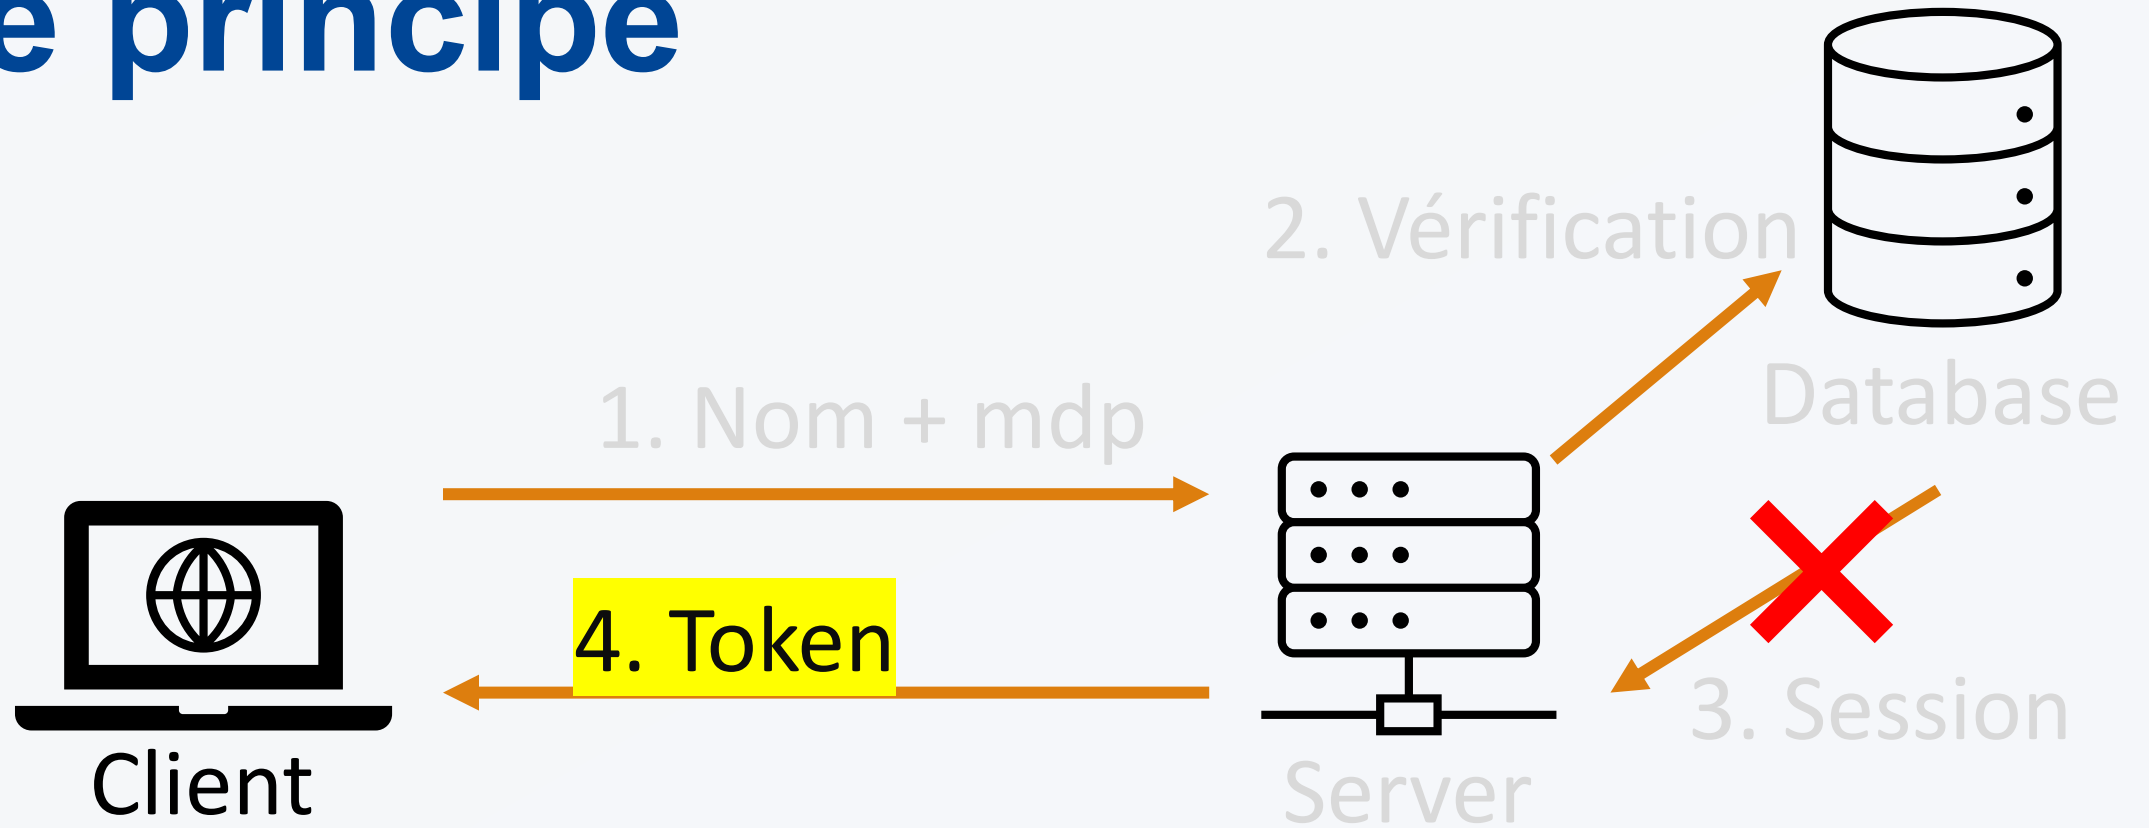 e principe
2. Vérification
Database
1. Nom + mdp
4. Token
3. Session
Client
Server